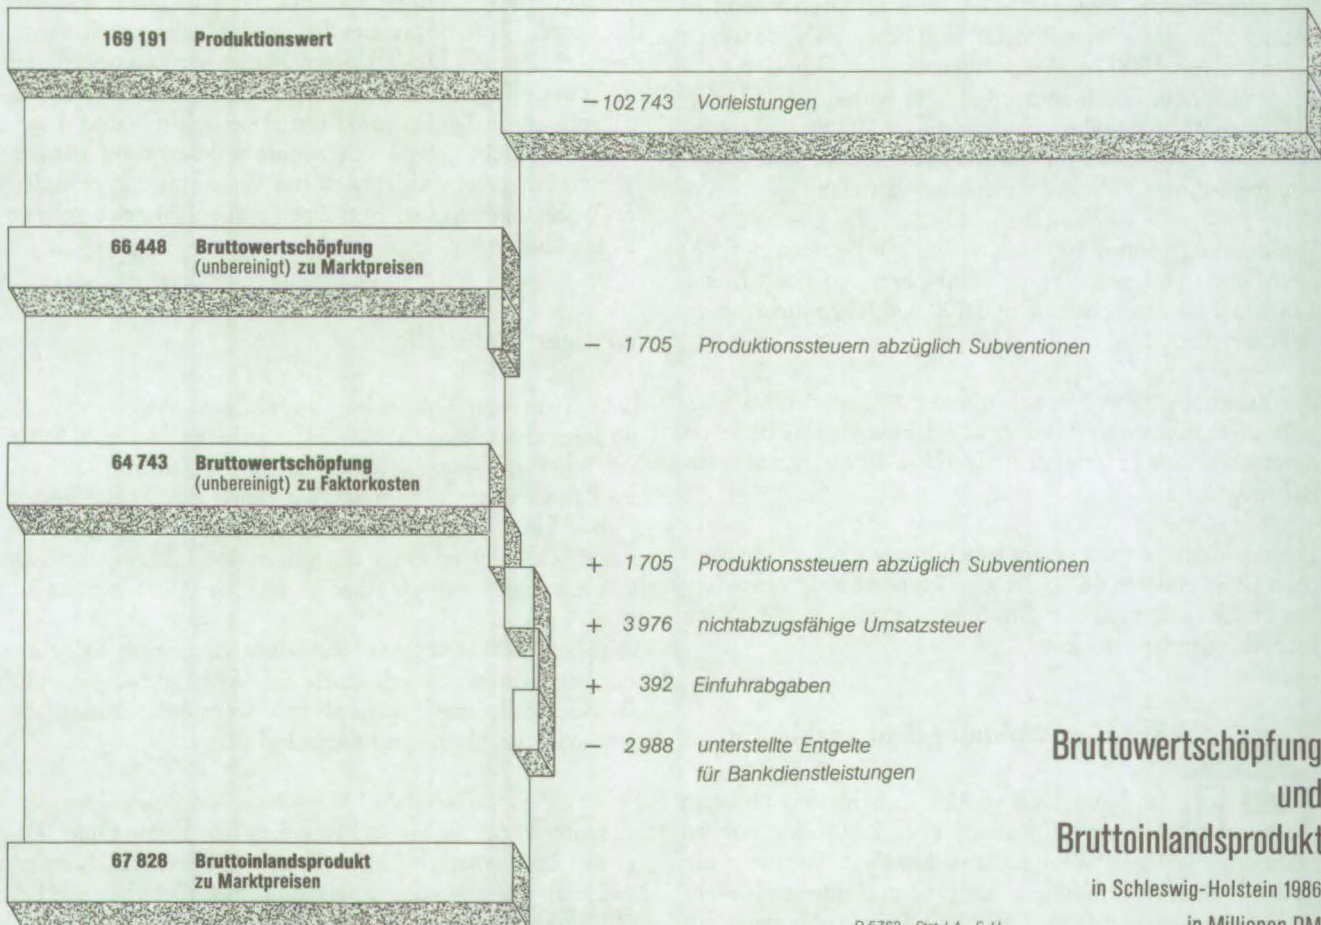 169 191 Produktionswert
−102 743 Vorleistungen
66 448 Bruttowertschöpfung
(unbereinigt) zu Marktpreisen
− 1 705 Produktionssteuern abzüglich Subventionen
64 743 Bruttowertschöpfung
(unbereinigt) zu Faktorkosten
+ 1 705 Produktionssteuern abzüglich Subventionen
+ 3 976 nichtabzugsfähige Umsatzsteuer
+ 392 Einfuhrabgaben
− 2 988 unterstellte Entgelte
für Bankdienstleistungen
67 828 Bruttoinlandsprodukt
zu Marktpreisen
Bruttowertschöpfung
und
Bruttoinlandsprodukt
in Schleswig-Holstein 1986
in Millionen DM